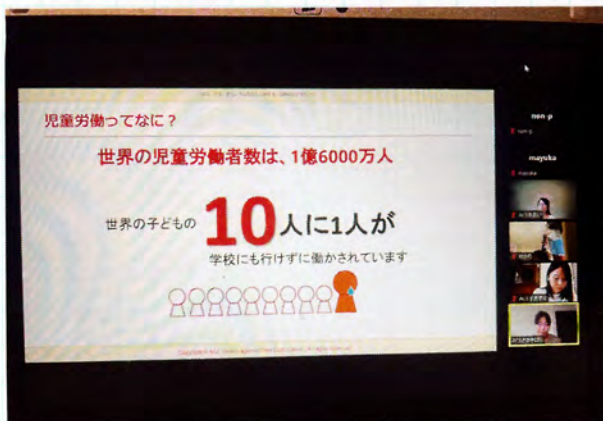 児童労働ってなに？
世界の児童労働者数は、1億6000万人
世界の子どもの10人に1人が
学校にも行けずに働かされています
non-p
non-p
mayuka
mayuka